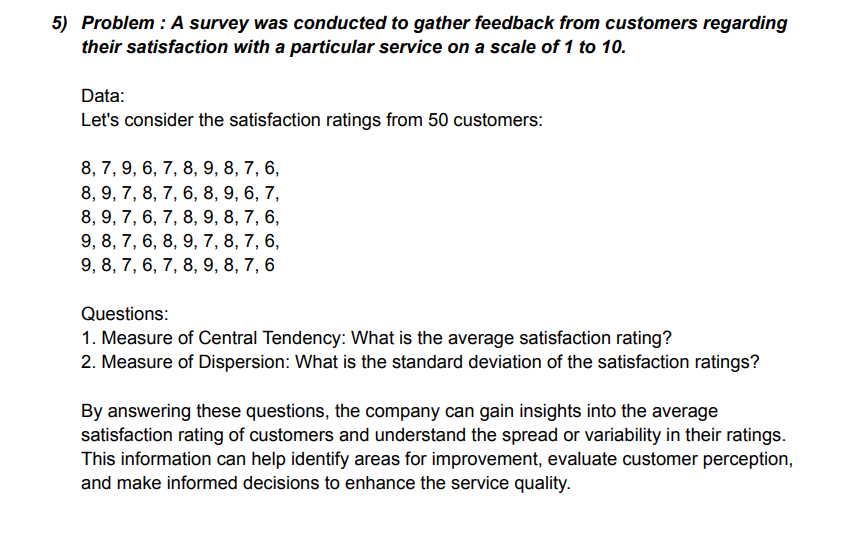 5) Problem : A survey was conducted to gather feedback from customers regarding
their satisfaction with a particular service on a scale of 1 to 10.
Data:
Let's consider the satisfaction ratings from 50 customers:
8, 7, 9, 6, 7, 8, 9, 8, 7, 6,
8, 9, 7, 8, 7, 6, 8, 9, 6, 7,
8, 9, 7, 6, 7, 8, 9, 8, 7, 6,
9, 8, 7, 6, 8, 9, 7, 8, 7, 6,
9, 8, 7, 6, 7, 8, 9, 8, 7, 6
Questions:
1. Measure of Central Tendency: What is the average satisfaction rating?
2. Measure of Dispersion: What is the standard deviation of the satisfaction ratings?
By answering these questions, the company can gain insights into the average
satisfaction rating of customers and understand the spread or variability in their ratings.
This information can help identify areas for improvement, evaluate customer perception,
and make informed decisions to enhance the service quality.